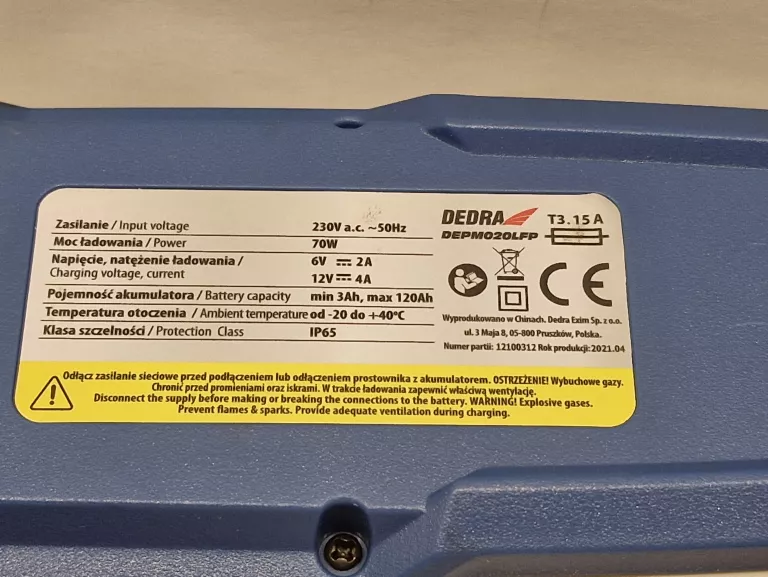 Zasilanie / Input voltage 230V a.c. ~50Hz
Moc ładowania / Power 70W
Napięcie, natężenie ładowania / 6V ⎓ 2A
Charging voltage, current 12V ⎓ 4A
Pojemność akumulatora / Battery capacity min 3Ah, max 120Ah
Temperatura otoczenia / Ambient temperature od -20 do +40°C
Klasa szczelności / Protection Class IP65
DEDRA T3.15A
DEPM020LFP
CE
Wyprodukowano w Chinach. Dedra Exim Sp. z o.o.
ul. 3 Maja 8, 05-800 Pruszków, Polska.
Numer partii: 12100312 Rok produkcji: 2021.04
Odłącz zasilanie sieciowe przed podłączeniem lub odłączeniem prostownika z akumulatorem. OSTRZEŻENIE! Wybuchowe gazy.
Chronić przed promieniami oraz iskrami. W trakcie ładowania zapewnić właściwą wentylację.
Disconnect the supply before making or breaking the connections to the battery. WARNING! Explosive gases.
Prevent flames & sparks. Provide adequate ventilation during charging.